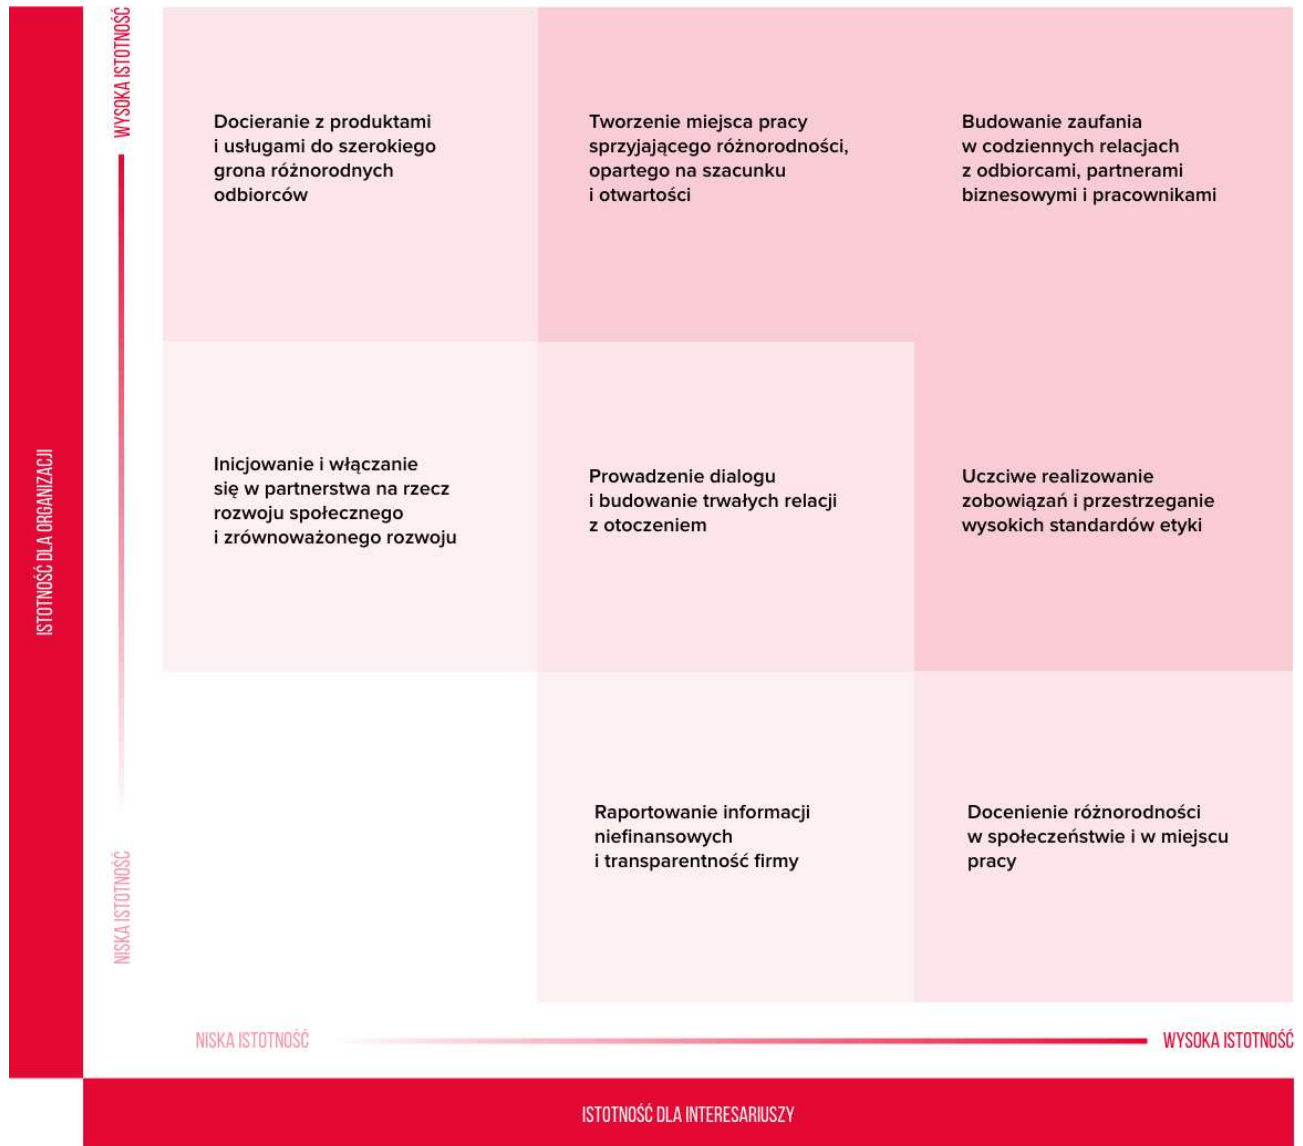 WYSOKA ISTOTNOŚĆ
ISTOTNOŚĆ DLA ORGANIZACJI
NISKA ISTOTNOŚĆ
Docieranie z produktami
i usługami do szerokiego
grona różnorodnych
odbiorców
Tworzenie miejsca pracy
sprzyjającego różnorodności,
opartego na szacunku
i otwartości
Budowanie zaufania
w codziennych relacjach
z odbiorcami, partnerami
biznesowymi i pracownikami
Inicjowanie i włączanie
się w partnerstwa na rzecz
rozwoju społecznego
i zrównoważonego rozwoju
Prowadzenie dialogu
i budowanie trwałych relacji
z otoczeniem
Uczciwe realizowanie
zobowiązań i przestrzeganie
wysokich standardów etyki
Raportowanie informacji
niefinansowych
i transparentność firmy
Docenienie różnorodności
w społeczeństwie i w miejscu
pracy
NISKA ISTOTNOŚĆ
WYSOKA ISTOTNOŚĆ
ISTOTNOŚĆ DLA INTERESARIUSZY